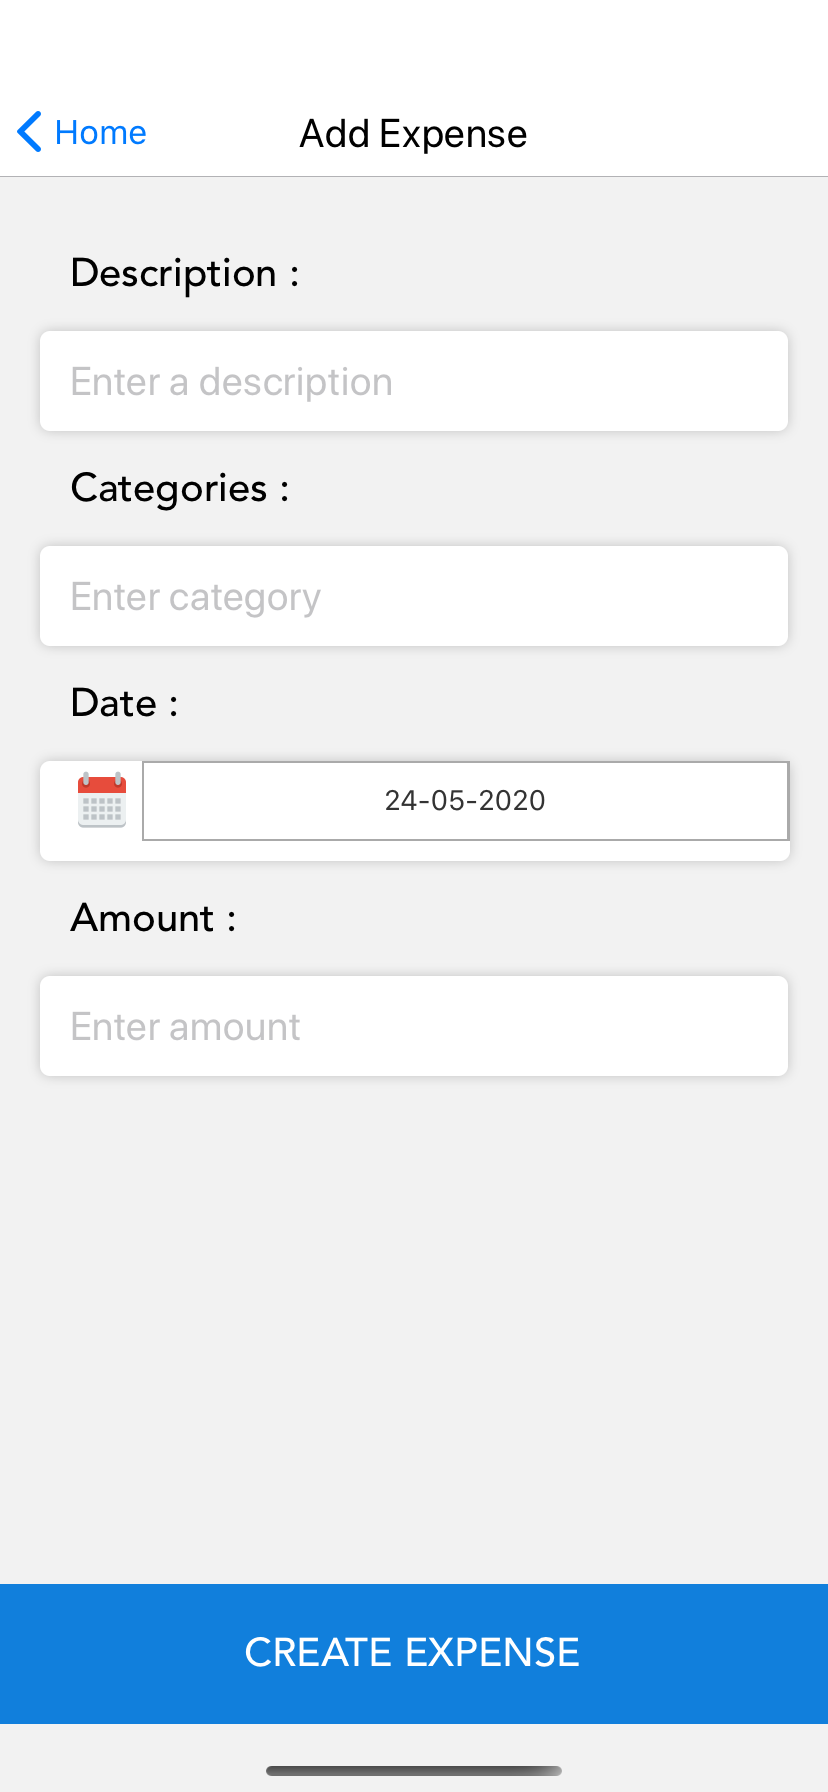 Home
Add Expense
Description :
Enter a description
Categories :
Enter category
Date :
24-05-2020
Amount :
Enter amount
CREATE EXPENSE